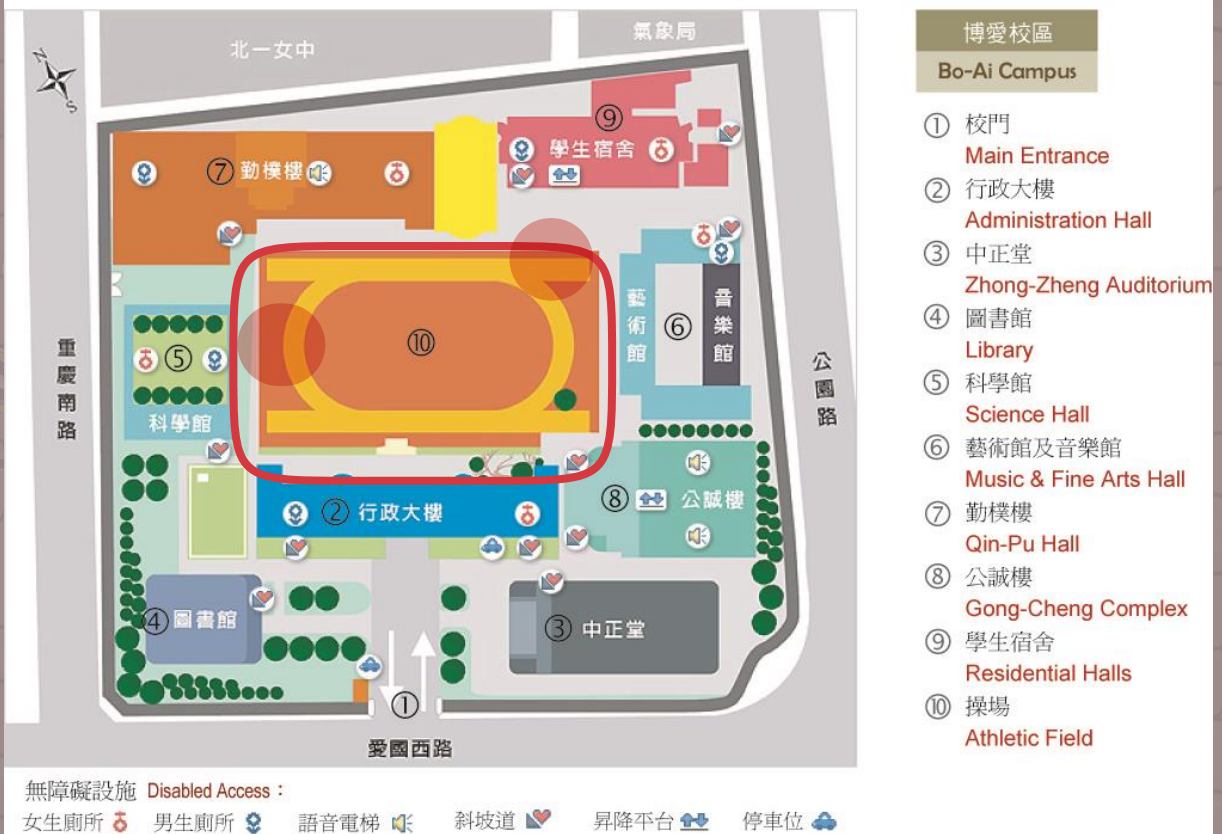 北一女中
氣象局
N
S
⑨
學生宿舍
⑦ 勤樸樓
⑩
藝術館
⑥
音樂館
⑤
科學館
重慶南路
公園路
② 行政大樓
⑧ 公誠樓
④ 圖書館
③ 中正堂
①
愛國西路
博愛校區
Bo-Ai Campus
① 校門
Main Entrance
② 行政大樓
Administration Hall
③ 中正堂
Zhong-Zheng Auditorium
④ 圖書館
Library
⑤ 科學館
Science Hall
⑥ 藝術館及音樂館
Music & Fine Arts Hall
⑦ 勤樸樓
Qin-Pu Hall
⑧ 公誠樓
Gong-Cheng Complex
⑨ 學生宿舍
Residential Halls
⑩ 操場
Athletic Field
無障礙設施 Disabled Access：
女生廁所 男生廁所 語音電梯 斜坡道 昇降平台 停車位